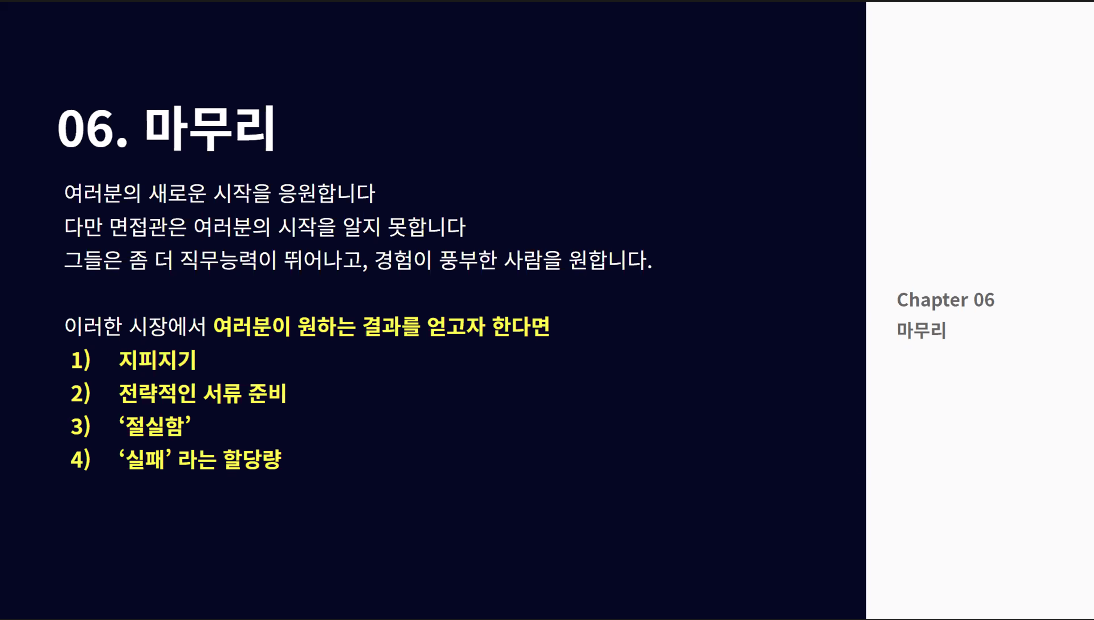 06. 마무리
여러분의 새로운 시작을 응원합니다
다만 면접관은 여러분의 시작을 알지 못합니다
그들은 좀 더 직무능력이 뛰어나고, 경험이 풍부한 사람을 원합니다.
이러한 시장에서 여러분이 원하는 결과를 얻고자 한다면
1) 지피지기
2) 전략적인 서류 준비
3) ‘절실함’
4) ‘실패’ 라는 할당량
Chapter 06
마무리